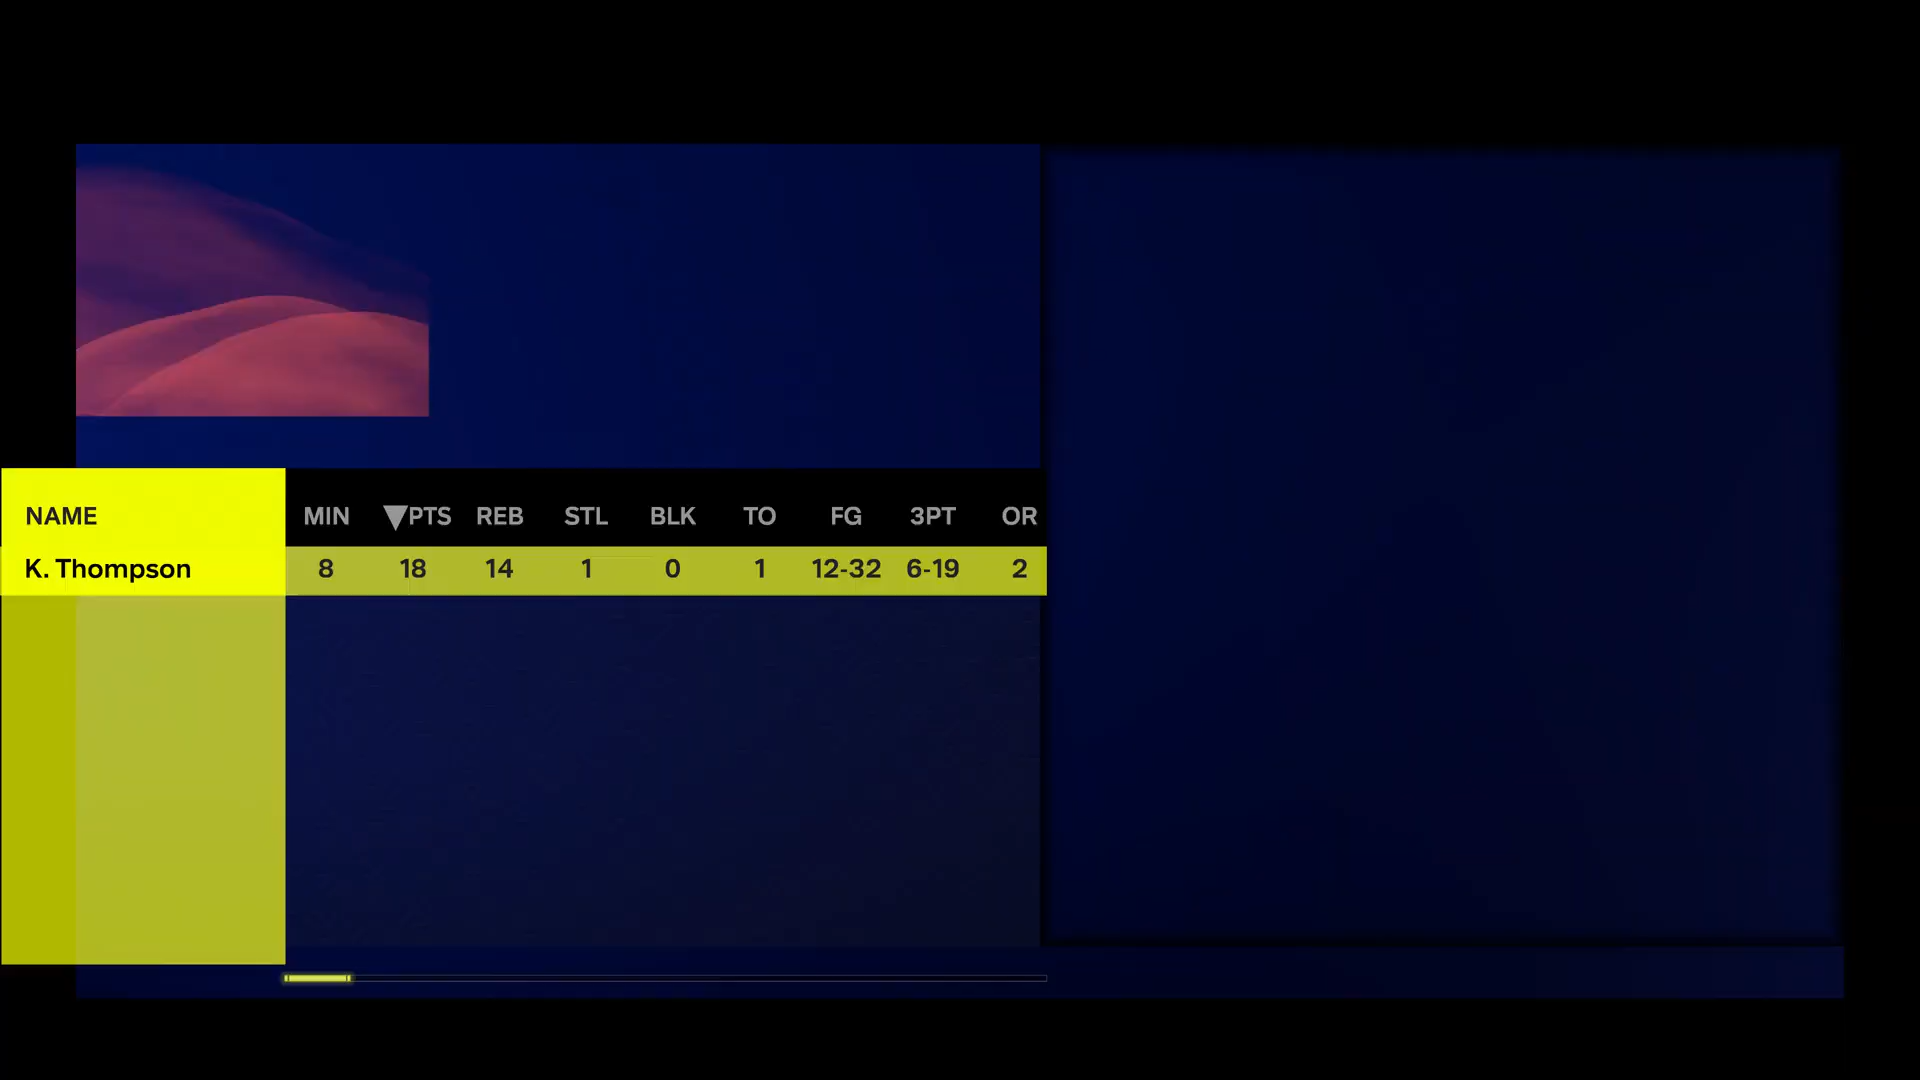 NAME MIN ▼PTS REB STL BLK TO FG 3PT OR
K. Thompson 8 18 14 1 0 1 12-32 6-19 2